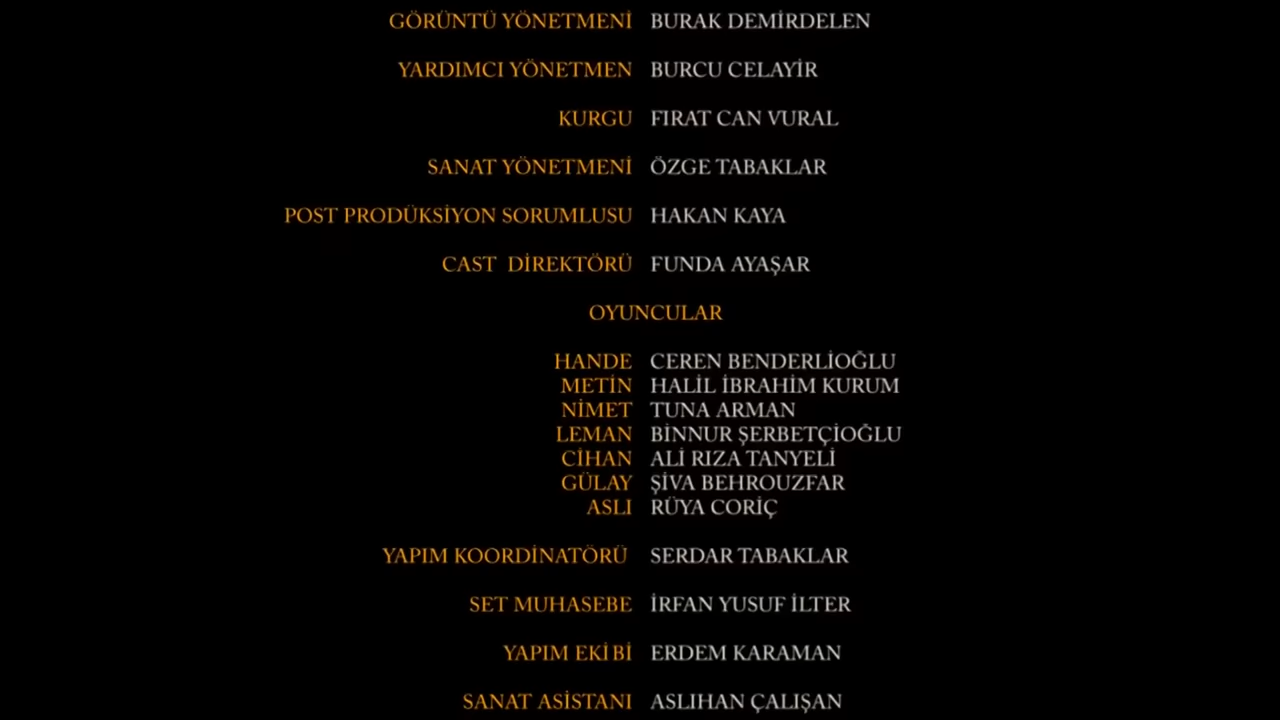 GÖRÜNTÜ YÖNETMENİ BURAK DEMİRDELEN
YARDIMCI YÖNETMEN BURCU CELAYİR
KURGU FIRAT CAN VURAL
SANAT YÖNETMENİ ÖZGE TABAKLAR
POST PRODÜKSİYON SORUMLUSU HAKAN KAYA
CAST DİREKTÖRÜ FUNDA AYAŞAR
OYUNCULAR
HANDE CEREN BENDERLİOĞLU
METİN HALİL İBRAHİM KURUM
NİMET TUNA ARMAN
LEMAN BİNNUR ŞERBETÇİOĞLU
CİHAN ALİ RIZA TANYELİ
GÜLAY ŞİVA BEHROUZFAR
ASLI RÜYA CORİÇ
YAPIM KOORDİNATÖRÜ SERDAR TABAKLAR
SET MUHASEBE İRFAN YUSUF İLTER
YAPIM EKİBİ ERDEM KARAMAN
SANAT ASİSTANI ASLIHAN ÇALIŞAN